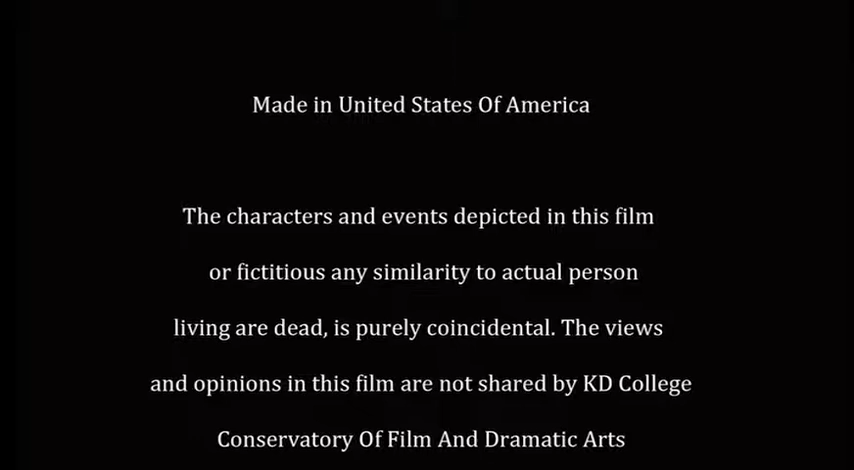 Made in United States Of America
The characters and events depicted in this film
or fictitious any similarity to actual person
living are dead, is purely coincidental. The views
and opinions in this film are not shared by KD College
Conservatory Of Film And Dramatic Arts